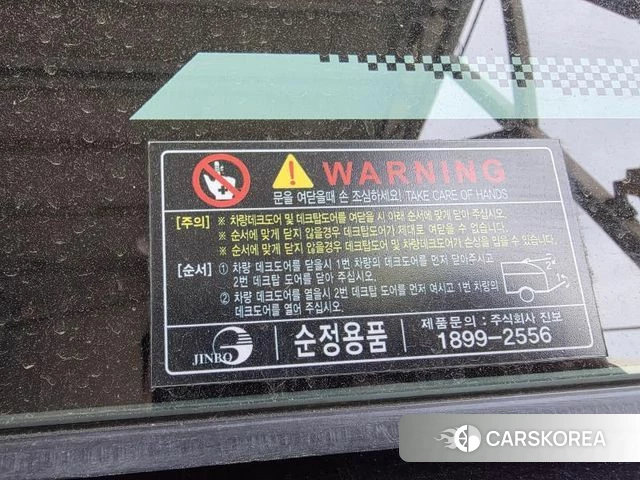 WARNING
문을 여닫을때 손 조심하세요! TAKE CARE OF HANDS
[주의] ※ 차량데크도어 및 데크탑도어를 여닫을 시 아래 순서에 맞게 닫아 주십시오.
※ 순서에 맞게 닫지 않을경우 데크탑도어가 제대로 여닫을 수 없습니다.
※ 순서에 맞게 닫지 않을경우 데크탑도어 및 차량데크도어가 손상을 입을 수 있습니다.
[순서] ① 차량 데크도어를 닫을시 1번 차량의 데크도어를 먼저 닫아주시고
2번 데크탑 도어를 닫아 주십시오.
② 차량 데크도어를 열을시 2번 데크탑 도어를 먼저 여시고 1번 차량의
데크도어를 열어 주십시오.
2
1
JINBO
순정용품
제품문의 : 주식회사 진보
1899-2556
CARSKOREA